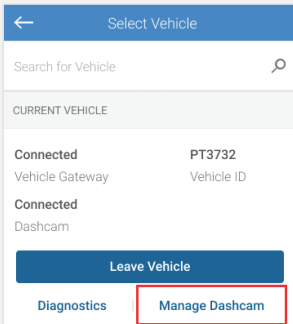 Select Vehicle
Search for Vehicle
CURRENT VEHICLE
Connected PT3732
Vehicle Gateway Vehicle ID
Connected
Dashcam
Leave Vehicle
Diagnostics Manage Dashcam